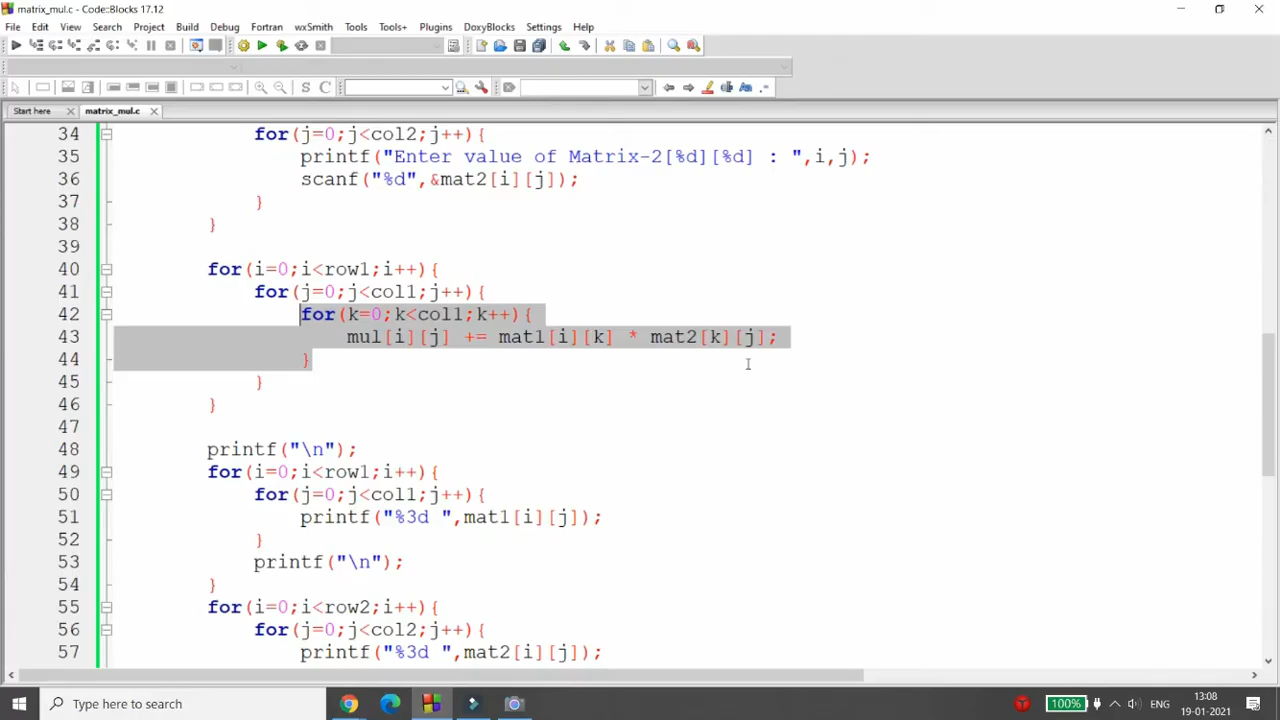 matrix_mul.c - Code::Blocks 17.12
File Edit View Search Project Build Debug Fortran wxSmith Tools Tools+ Plugins DoxyBlocks Settings Help
S C
Start here matrix_mul.c
34 for(j=0;j<col2;j++){
35 printf("Enter value of Matrix-2[%d][%d] : ",i,j);
36 scanf("%d",&mat2[i][j]);
37 }
38 }
39
40 for(i=0;i<row1;i++){
41 for(j=0;j<col1;j++){
42 for(k=0;k<col1;k++){
43 mul[i][j] += mat1[i][k] * mat2[k][j];
44 }
45 }
46 }
47
48 printf("\n");
49 for(i=0;i<row1;i++){
50 for(j=0;j<col1;j++){
51 printf("%3d ",mat1[i][j]);
52 }
53 printf("\n");
54 }
55 for(i=0;i<row2;i++){
56 for(j=0;j<col2;j++){
57 printf("%3d ",mat2[i][j]);
Type here to search
100%
ENG
13:08
19-01-2021